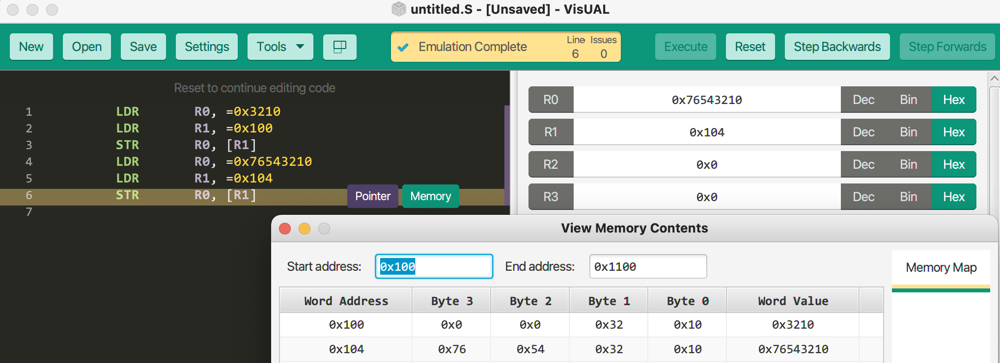 untitled.S - [Unsaved] - VisUAL
New Open Save Settings Tools Emulation Complete Line Issues 6 0 Execute Reset Step Backwards Step Forwards
Reset to continue editing code
1 LDR R0, =0x3210
2 LDR R1, =0x100
3 STR R0, [R1]
4 LDR R0, =0x76543210
5 LDR R1, =0x104
6 STR R0, [R1] Pointer Memory
7
R0 0x76543210 Dec Bin Hex
R1 0x104 Dec Bin Hex
R2 0x0 Dec Bin Hex
R3 0x0 Dec Bin Hex
View Memory Contents
Start address: 0x100 End address: 0x1100
Memory Map
Word Address Byte 3 Byte 2 Byte 1 Byte 0 Word Value
0x100 0x0 0x0 0x32 0x10 0x3210
0x104 0x76 0x54 0x32 0x10 0x76543210